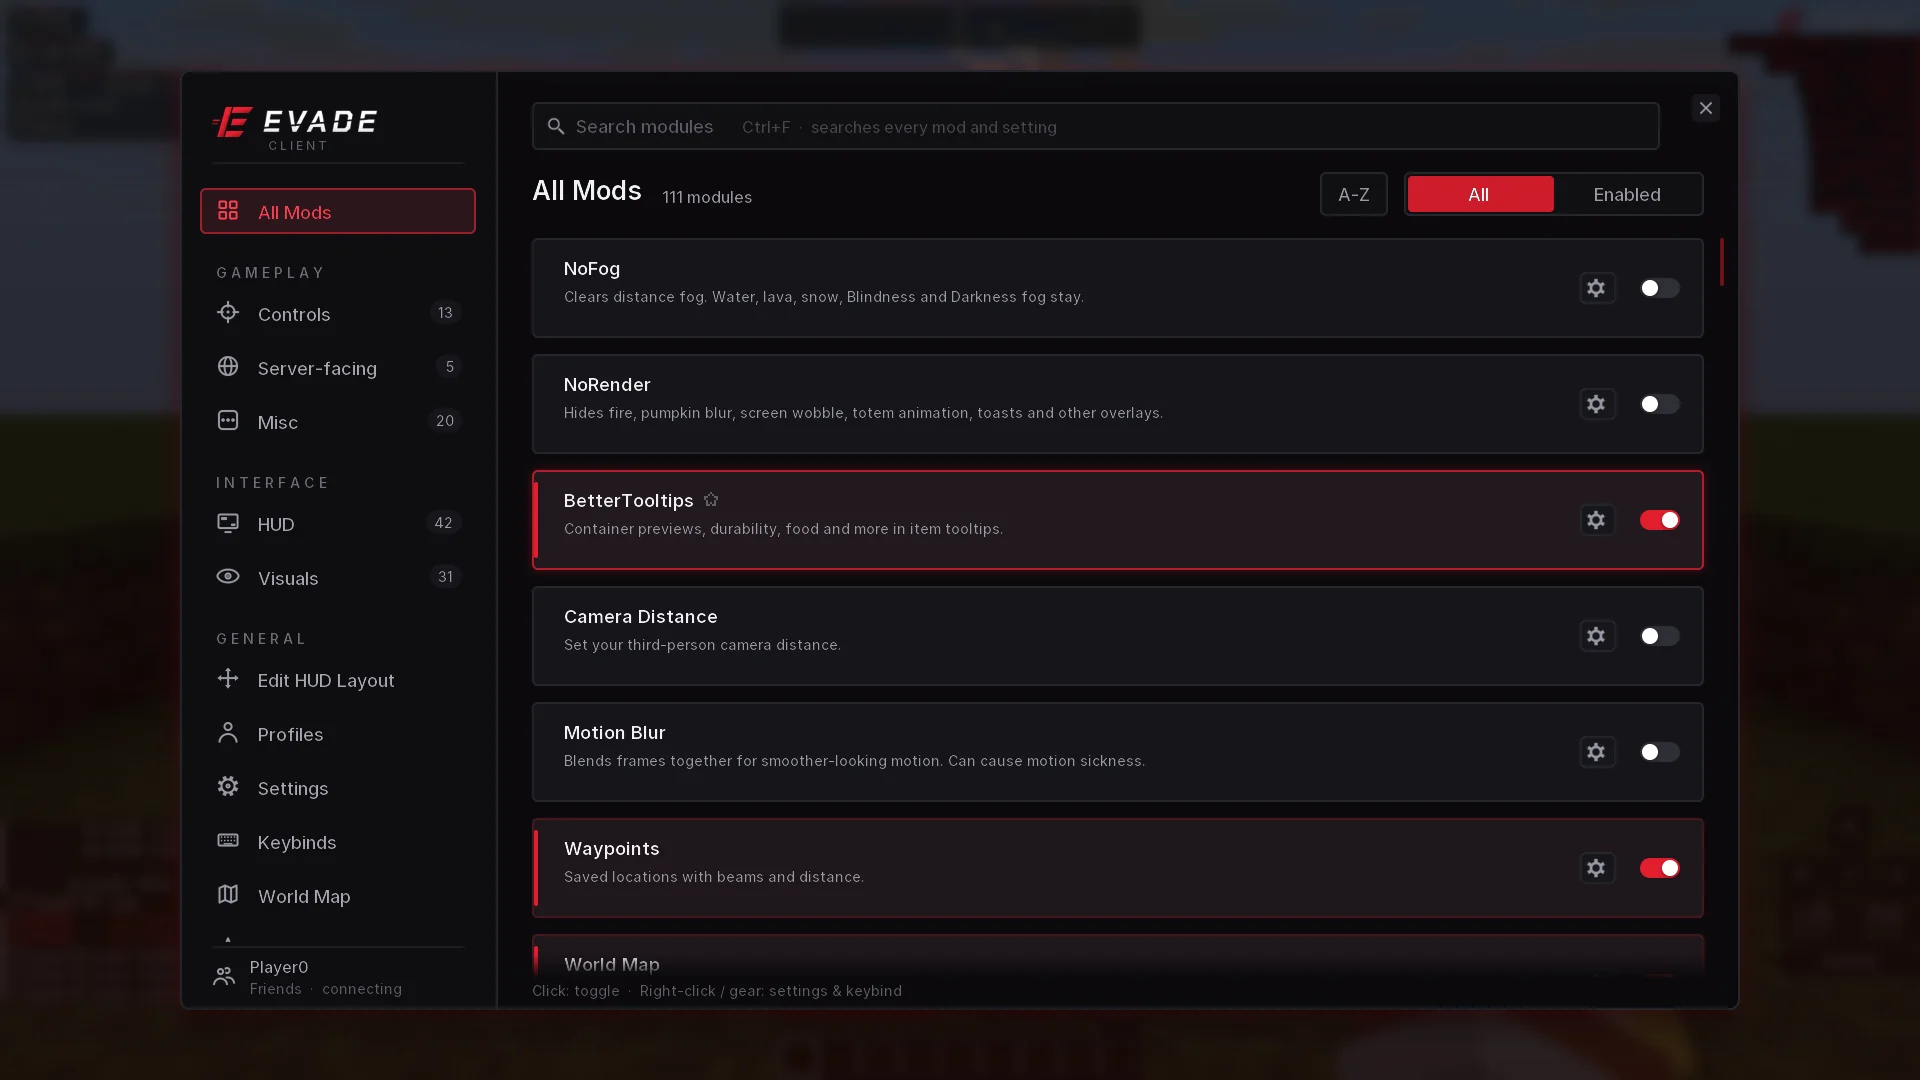 EVADE
CLIENT
All Mods
GAMEPLAY
Controls 13
Server-facing 5
Misc 20
INTERFACE
HUD 42
Visuals 31
GENERAL
Edit HUD Layout
Profiles
Settings
Keybinds
World Map
Player0
Friends · connecting
Search modules Ctrl+F · searches every mod and setting
All Mods 111 modules
A-Z All Enabled
NoFog
Clears distance fog. Water, lava, snow, Blindness and Darkness fog stay.
NoRender
Hides fire, pumpkin blur, screen wobble, totem animation, toasts and other overlays.
BetterTooltips
Container previews, durability, food and more in item tooltips.
Camera Distance
Set your third-person camera distance.
Motion Blur
Blends frames together for smoother-looking motion. Can cause motion sickness.
Waypoints
Saved locations with beams and distance.
World Map
Click: toggle · Right-click / gear: settings & keybind